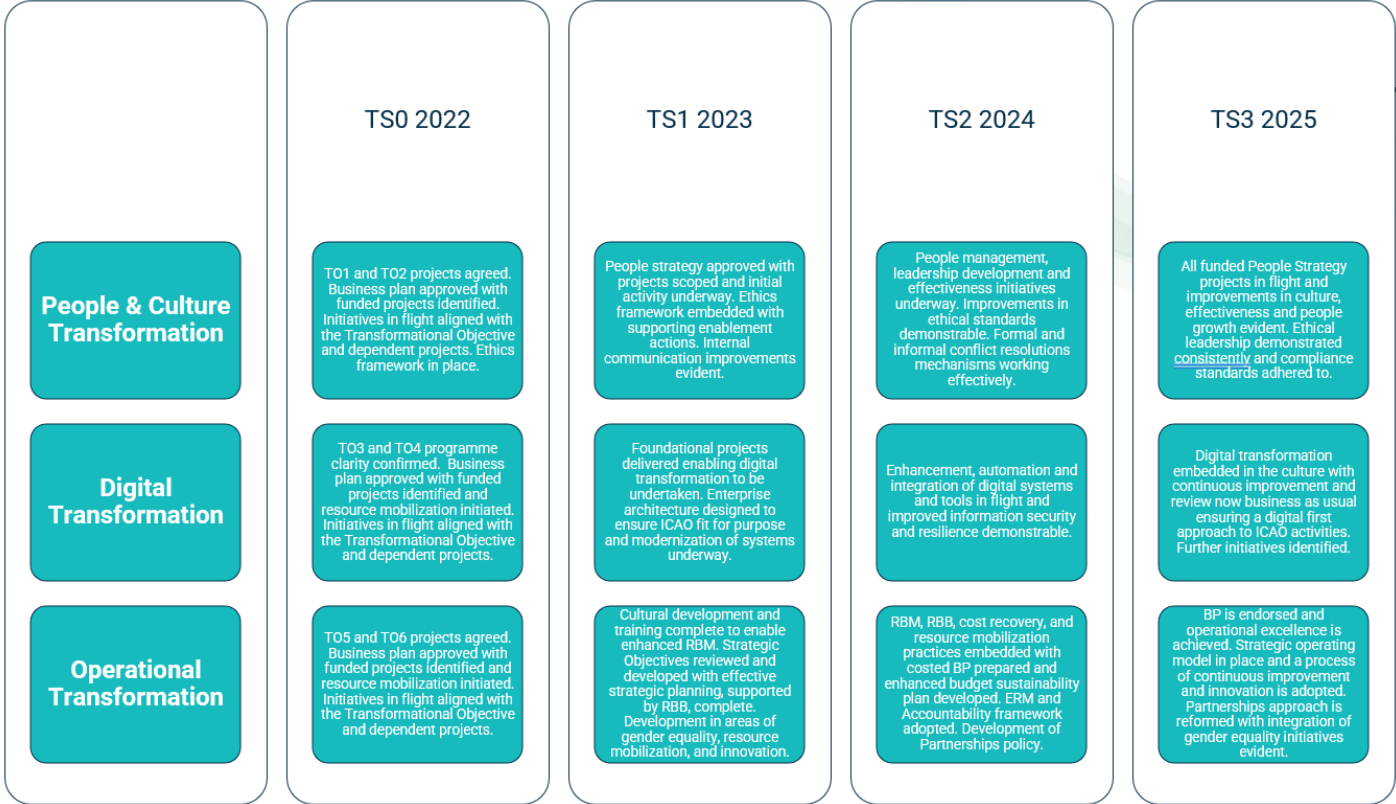 TS0 2022
TS1 2023
TS2 2024
TS3 2025
People & Culture
Transformation
TO1 and TO2 projects agreed.
Business plan approved with
funded projects identified.
Initiatives in flight aligned with
the Transformational Objective
and dependent projects. Ethics
framework in place.
People strategy approved with
projects scoped and initial
activity underway. Ethics
framework embedded with
supporting enablement
actions. Internal
communication improvements
evident.
People management,
leadership development and
effectiveness initiatives
underway. Improvements in
ethical standards
demonstrable. Formal and
informal conflict resolutions
mechanisms working
effectively.
All funded People Strategy
projects in flight and
improvements in culture,
effectiveness and people
growth evident. Ethical
leadership demonstrated
consistently and compliance
standards adhered to.
Digital
Transformation
TO3 and TO4 programme
clarity confirmed. Business
plan approved with funded
projects identified and
resource mobilization initiated.
Initiatives in flight aligned with
the Transformational Objective
and dependent projects.
Foundational projects
delivered enabling digital
transformation to be
undertaken. Enterprise
architecture designed to
ensure ICAO fit for purpose
and modernization of systems
underway.
Enhancement, automation and
integration of digital systems
and tools in flight and
improved information security
and resilience demonstrable.
Digital transformation
embedded in the culture with
continuous improvement and
review now business as usual
ensuring a digital first
approach to ICAO activities.
Further initiatives identified.
Operational
Transformation
TO5 and TO6 projects agreed.
Business plan approved with
funded projects identified and
resource mobilization initiated.
Initiatives in flight aligned with
the Transformational Objective
and dependent projects.
Cultural development and
training complete to enable
enhanced RBM. Strategic
Objectives reviewed and
developed with effective
strategic planning, supported
by RBB, complete.
Development in areas of
gender equality, resource
mobilization, and innovation.
RBM, RBB, cost recovery, and
resource mobilization
practices embedded with
costed BP prepared and
enhanced budget sustainability
plan developed. ERM and
Accountability framework
adopted. Development of
Partnerships policy.
BP is endorsed and
operational excellence is
achieved. Strategic operating
model in place and a process
of continuous improvement
and innovation is adopted.
Partnerships approach is
reformed with integration of
gender equality initiatives
evident.